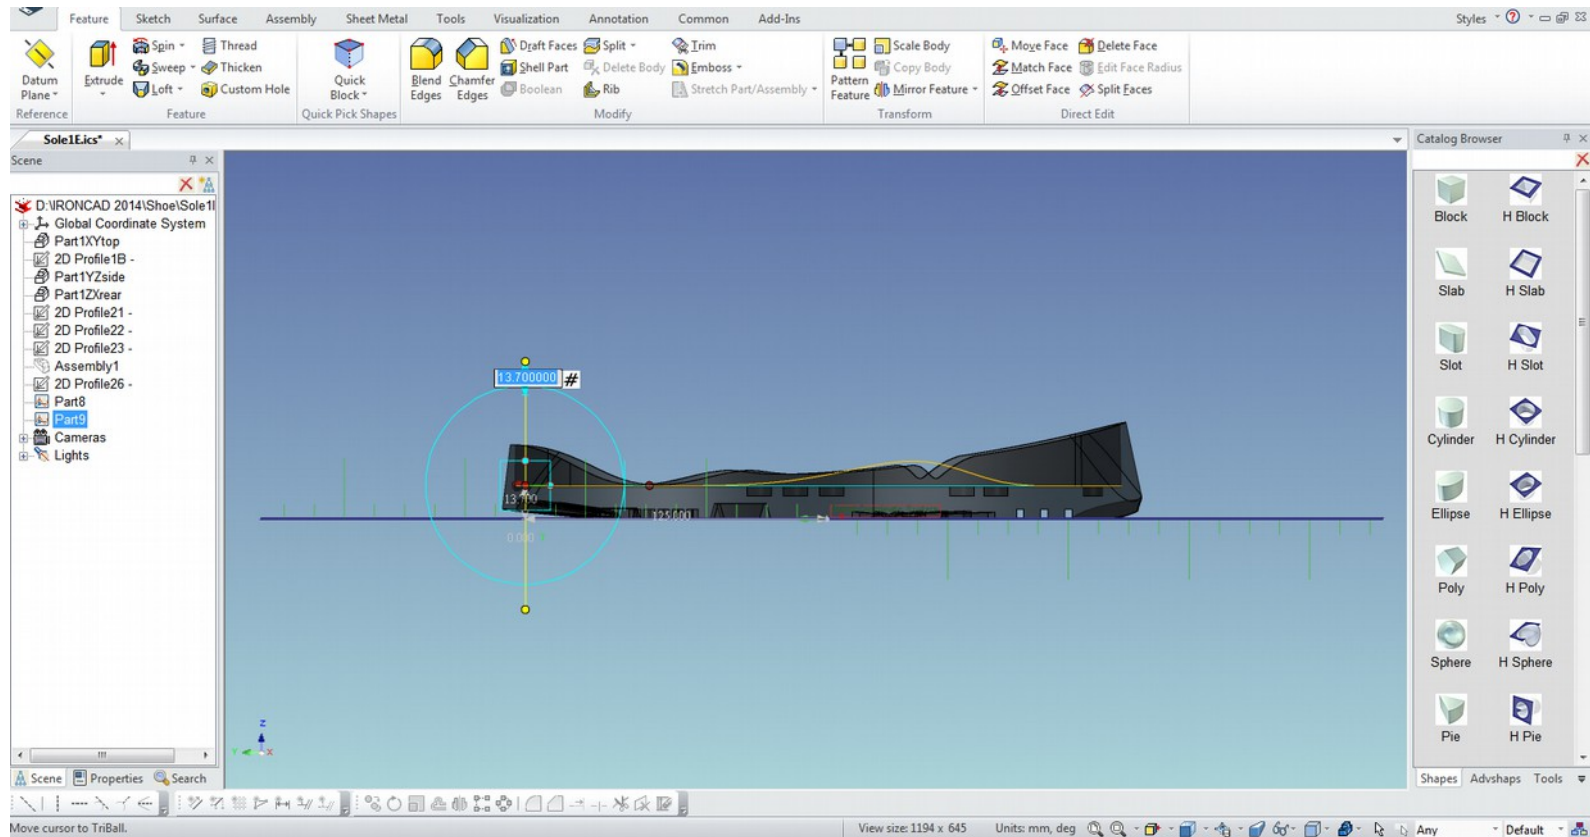 Feature Sketch Surface Assembly Sheet Metal Tools Visualization Annotation Common Add-Ins Styles
Spin Thread Draft Faces Split Trim Scale Body Move Face Delete Face
Datum Plane Extrude Sweep Thicken Quick Block Blend Edges Chamfer Edges Shell Part Delete Body Emboss Pattern Feature Copy Body Match Face Edit Face Radius
Loft Custom Hole Boolean Rib Stretch Part/Assembly Mirror Feature Offset Face Split Faces
Reference Feature Quick Pick Shapes Modify Transform Direct Edit
Sole1E.ics*
Scene
D:\IRONCAD 2014\Shoe\Sole1I
Global Coordinate System
Part1XYtop
2D Profile1B -
Part1YZside
Part1ZXrear
2D Profile21 -
2D Profile22 -
2D Profile23 -
Assembly1
2D Profile26 -
Part8
Part9
Cameras
Lights
13.700000 #
13.700
125.000
0.000
Z
Y X
Catalog Browser
Block H Block
Slab H Slab
Slot H Slot
Cylinder H Cylinder
Ellipse H Ellipse
Poly H Poly
Sphere H Sphere
Pie H Pie
Scene Properties Search
Shapes Advshaps Tools
Move cursor to TriBall. View size: 1194 x 645 Units: mm, deg Any Default